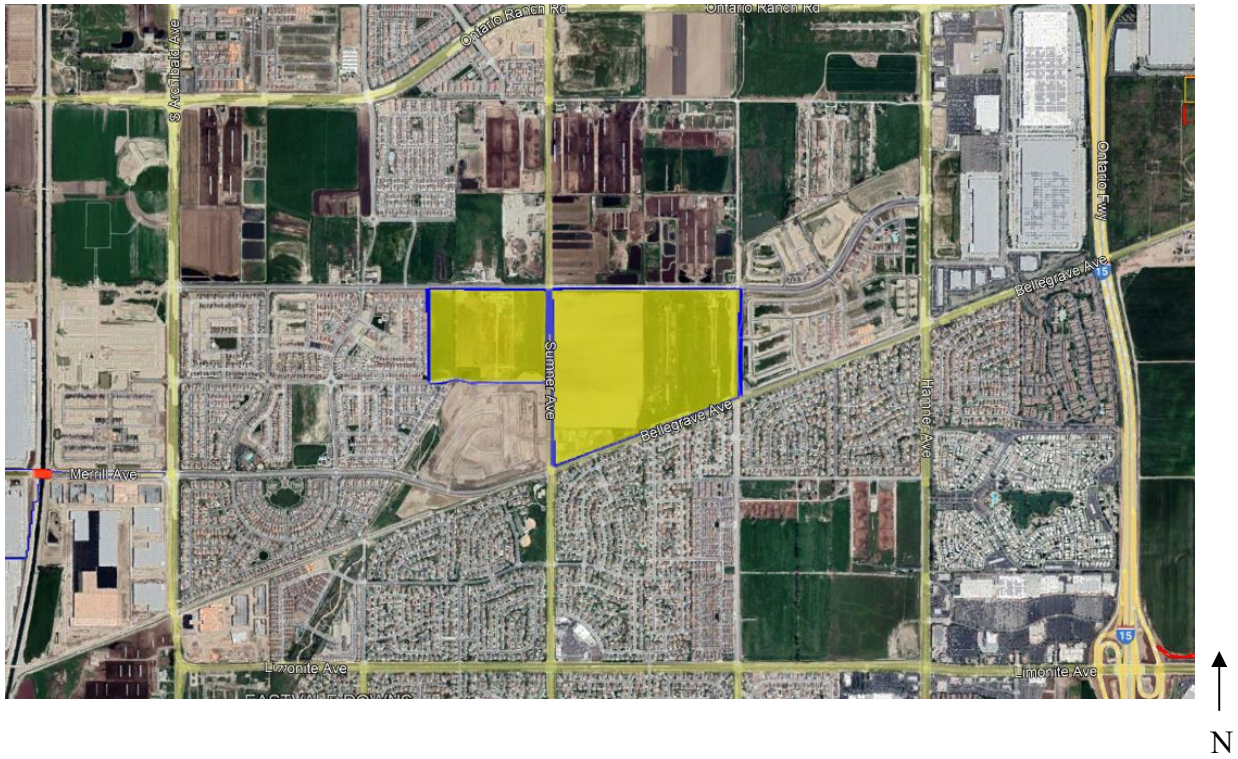 Ontario Ranch Rd
Ontario Ranch Rd
S Archibald Ave
Ontario Fwy
Bellegrave Ave
15
Sumner Ave
Bellegrave Ave
Hamner Ave
Merrill Ave
15
Limonite Ave
Limonite Ave
EASTVALE DOWNS
N